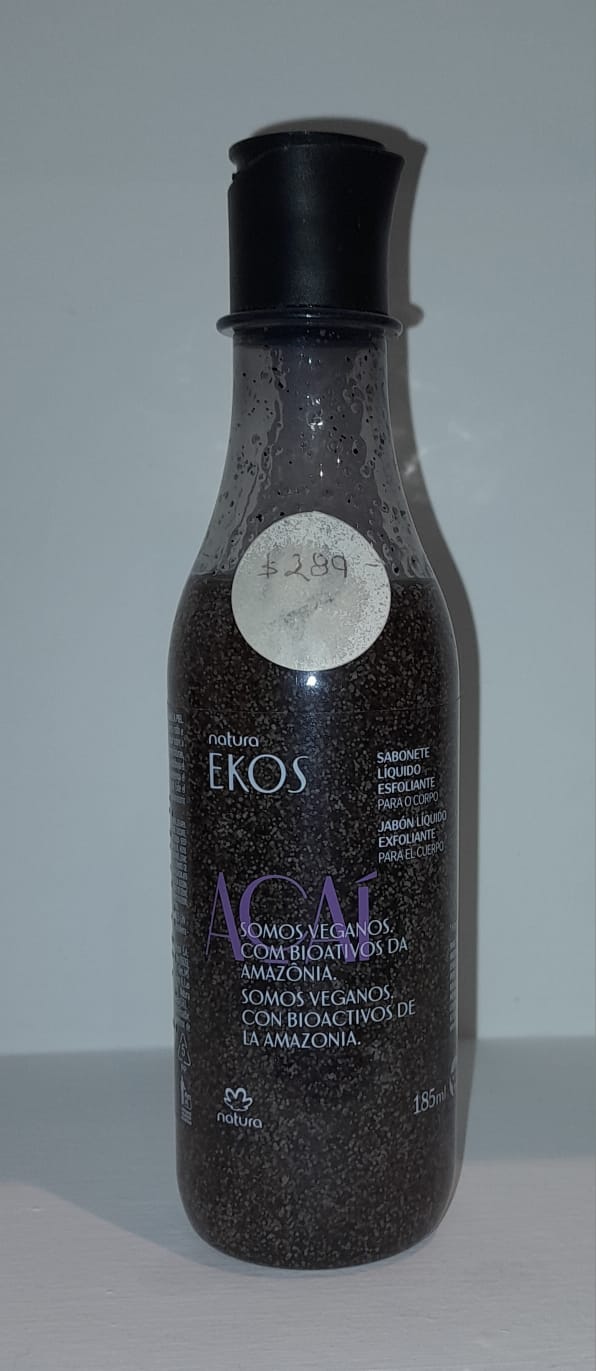 $289-
natura
EKOS
SABONETE
LÍQUIDO
ESFOLIANTE
PARA O CORPO
JABÓN LÍQUIDO
EXFOLIANTE
PARA EL CUERPO
AÇAÍ
SOMOS VEGANOS.
COM BIOATIVOS DA
AMAZÔNIA.
SOMOS VEGANOS.
CON BIOACTIVOS DE
LA AMAZONIA.
natura
185ml